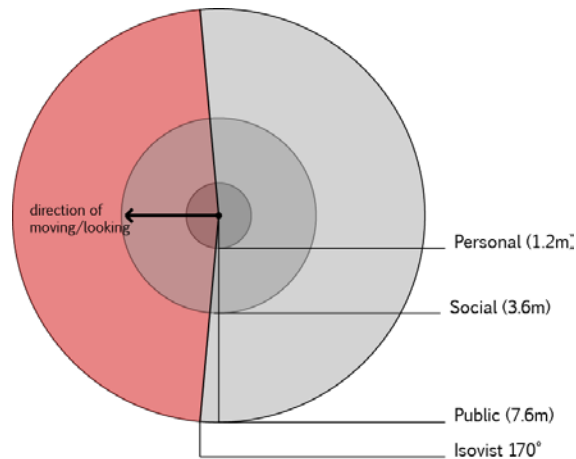 direction of
moving/looking
Personal (1.2m)
Social (3.6m)
Public (7.6m)
Isovist 170°